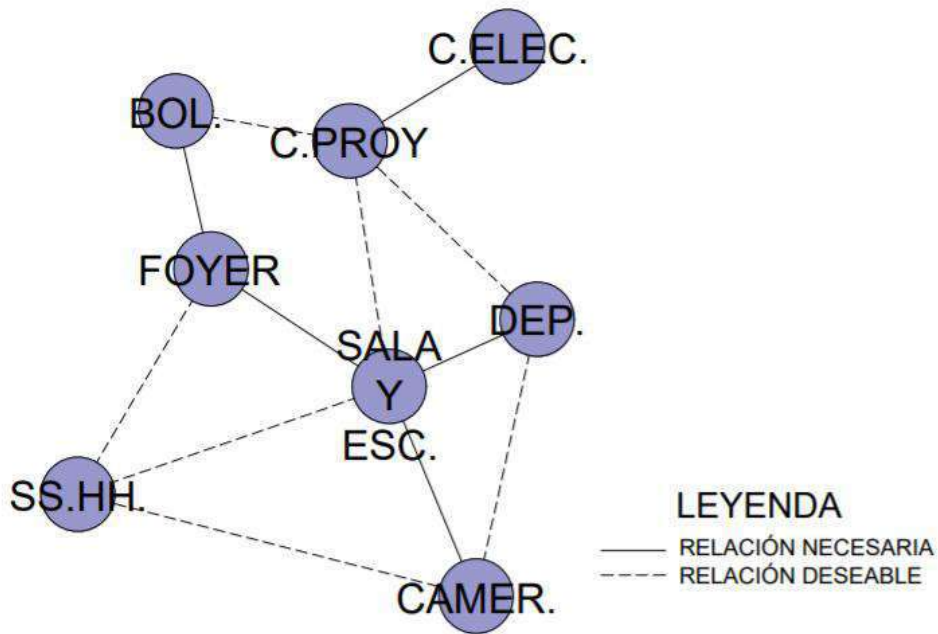 C.ELEC.
BOL.
C.PROY
FOYER
DEP.
SALA
Y
ESC.
SS.HH.
CAMER.
LEYENDA
RELACIÓN NECESARIA
RELACIÓN DESEABLE